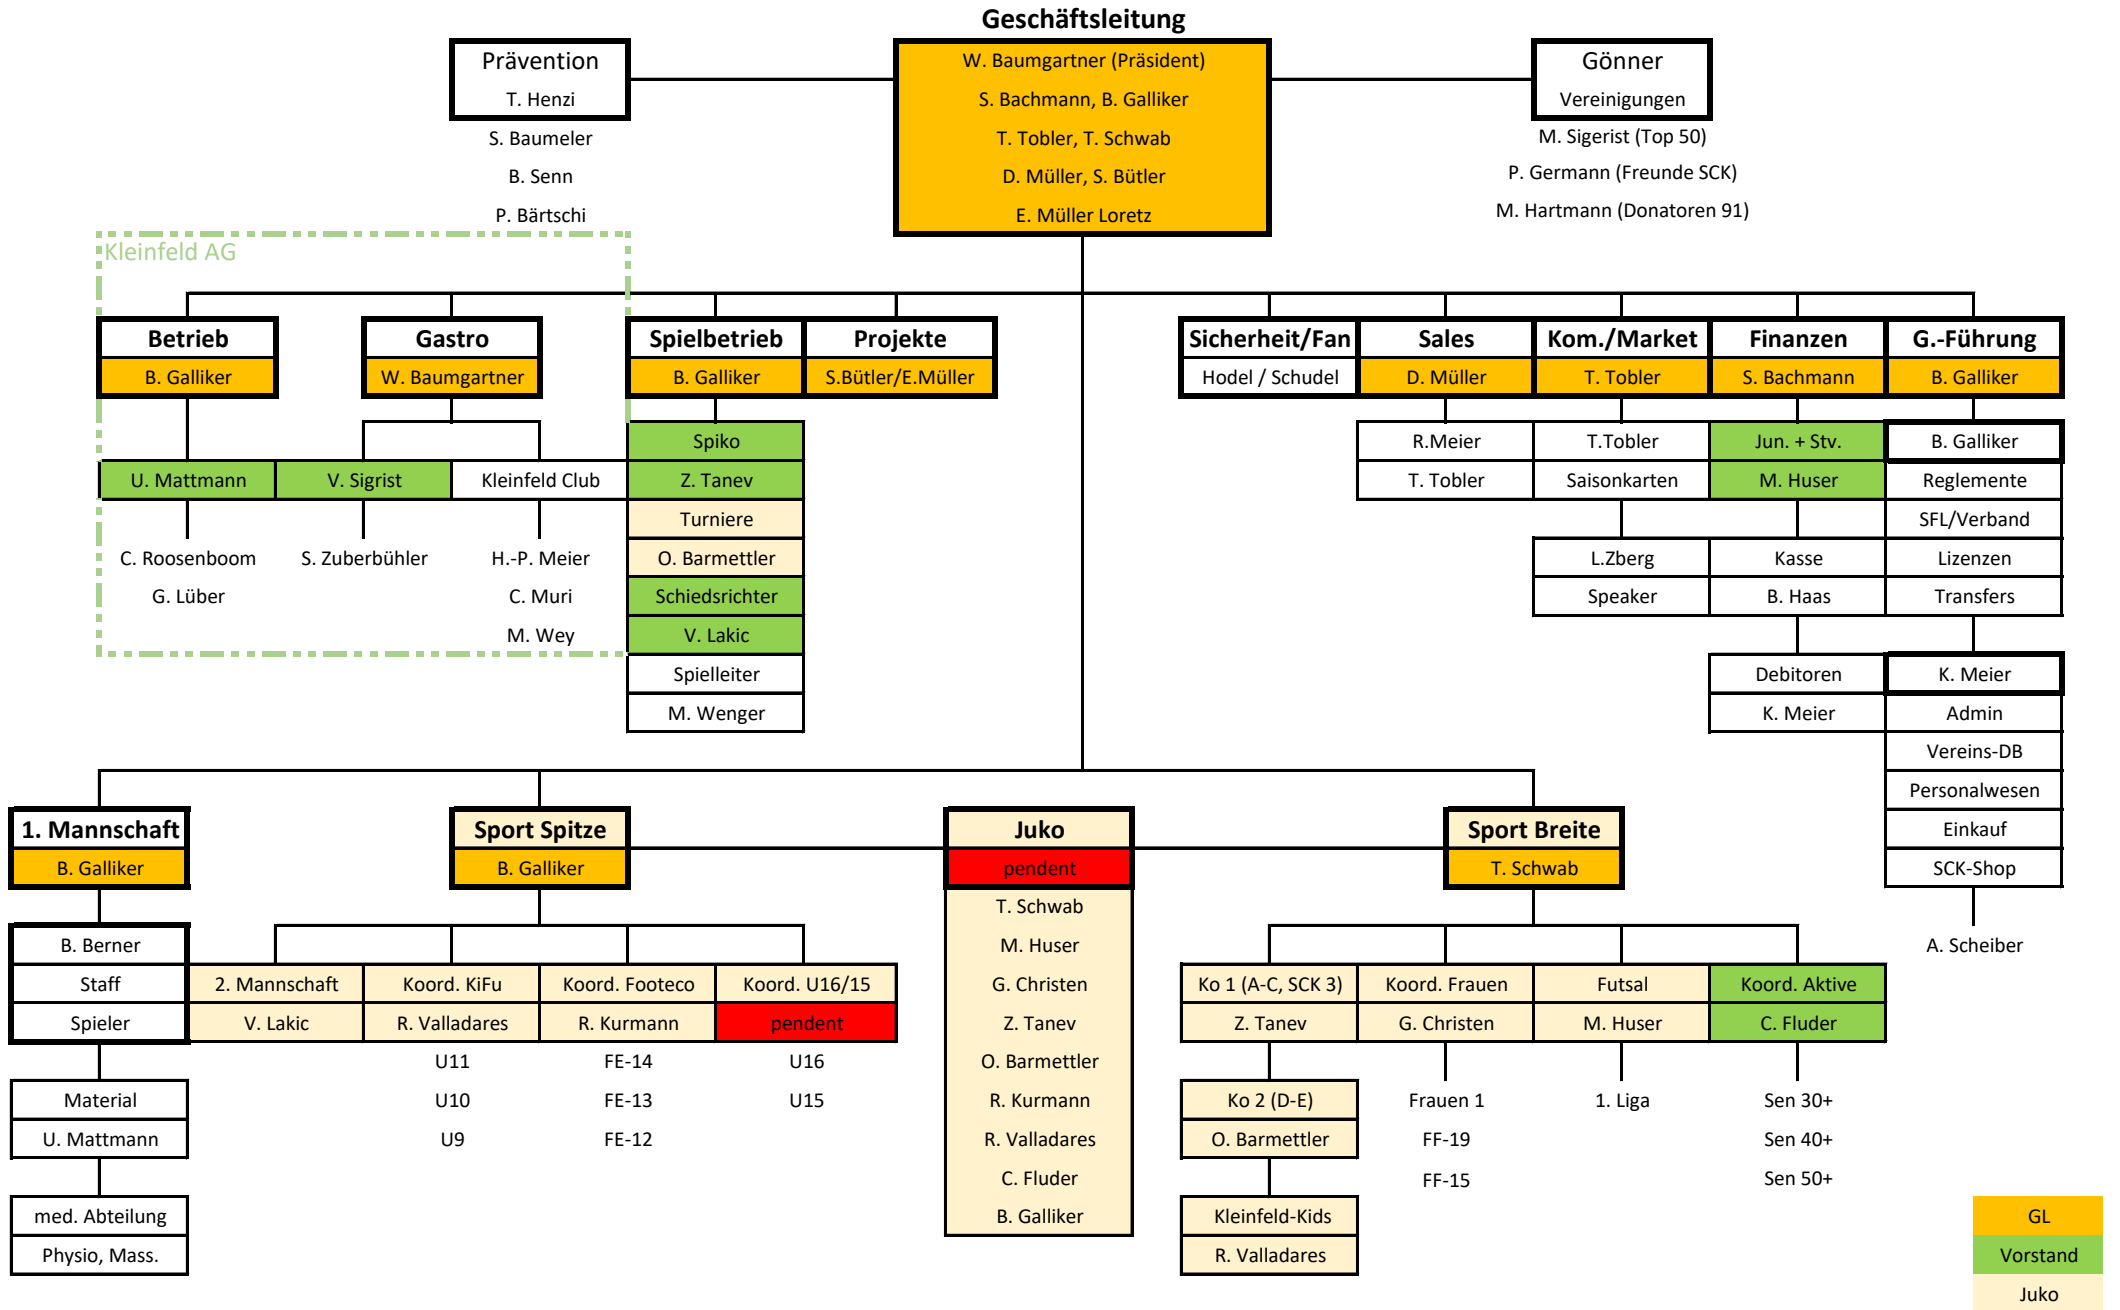 Geschäftsleitung
Prävention
T. Henzi
S. Baumeler
B. Senn
P. Bärtschi
W. Baumgartner (Präsident)
S. Bachmann, B. Galliker
T. Tobler, T. Schwab
D. Müller, S. Bütler
E. Müller Loretz
Gönner
Vereinigungen
M. Sigerist (Top 50)
P. Germann (Freunde SCK)
M. Hartmann (Donatoren 91)
Kleinfeld AG
Betrieb
B. Galliker
U. Mattmann
C. Roosenboom
G. Lüber
Gastro
W. Baumgartner
V. Sigrist
S. Zuberbühler
Kleinfeld Club
H.-P. Meier
C. Muri
M. Wey
Spielbetrieb
B. Galliker
Spiko
Z. Tanev
Turniere
O. Barmettler
Schiedsrichter
V. Lakic
Spielleiter
M. Wenger
Projekte
S.Bütler/E.Müller
Sicherheit/Fan
Hodel / Schudel
Sales
D. Müller
R.Meier
T. Tobler
Kom./Market
T. Tobler
T.Tobler
Saisonkarten
L.Zberg
Speaker
Finanzen
S. Bachmann
Jun. + Stv.
M. Huser
Kasse
B. Haas
Debitoren
K. Meier
G.-Führung
B. Galliker
B. Galliker
Reglemente
SFL/Verband
Lizenzen
Transfers
K. Meier
Admin
Vereins-DB
Personalwesen
Einkauf
SCK-Shop
A. Scheiber
1. Mannschaft
B. Galliker
B. Berner
Staff
Spieler
Material
U. Mattmann
med. Abteilung
Physio, Mass.
Sport Spitze
B. Galliker
2. Mannschaft
V. Lakic
Koord. KiFu
R. Valladares
U11
U10
U9
Koord. Footeco
R. Kurmann
FE-14
FE-13
FE-12
Koord. U16/15
pendent
U16
U15
Juko
pendent
T. Schwab
M. Huser
G. Christen
Z. Tanev
O. Barmettler
R. Kurmann
R. Valladares
C. Fluder
B. Galliker
Sport Breite
T. Schwab
Ko 1 (A-C, SCK 3)
Z. Tanev
Ko 2 (D-E)
O. Barmettler
Kleinfeld-Kids
R. Valladares
Koord. Frauen
G. Christen
Frauen 1
FF-19
FF-15
Futsal
M. Huser
1. Liga
Koord. Aktive
C. Fluder
Sen 30+
Sen 40+
Sen 50+
GL
Vorstand
Juko